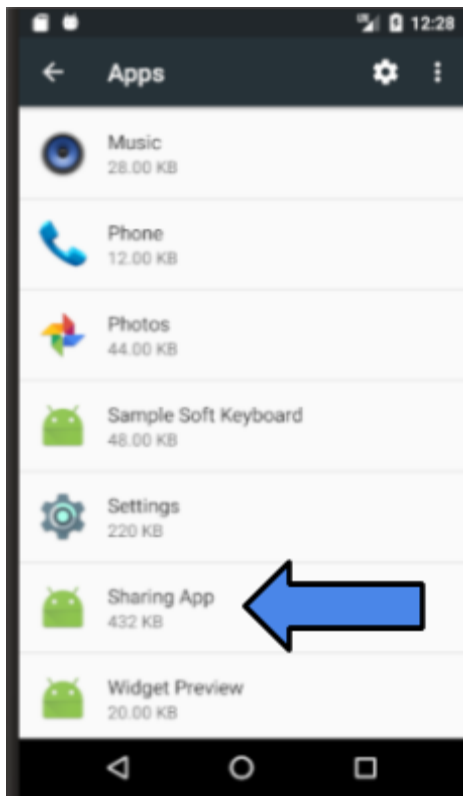 12:28
Apps
Music
28.00 KB
Phone
12.00 KB
Photos
44.00 KB
Sample Soft Keyboard
48.00 KB
Settings
220 KB
Sharing App
432 KB
Widget Preview
20.00 KB